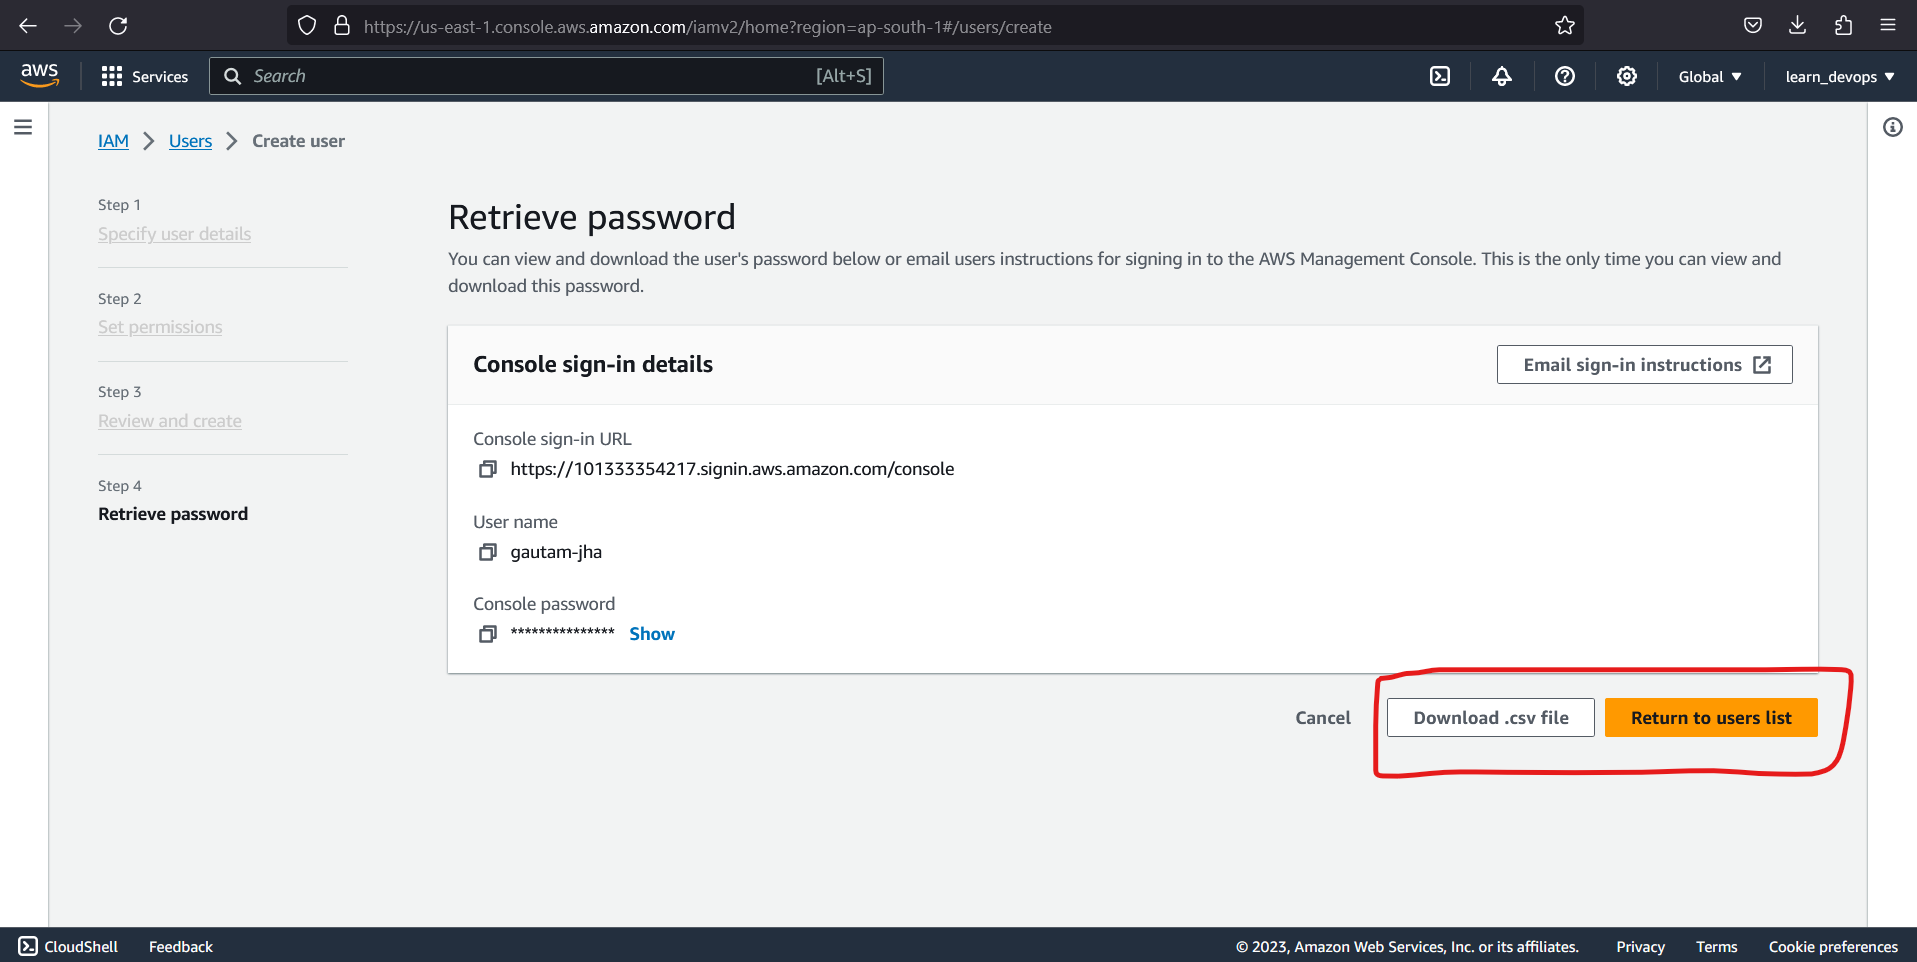 https://us-east-1.console.aws.amazon.com/iamv2/home?region=ap-south-1#/users/create
aws
Services
Search
[Alt+S]
Global
learn_devops
IAM
Users
Create user
Step 1
Specify user details
Step 2
Set permissions
Step 3
Review and create
Step 4
Retrieve password
Retrieve password
You can view and download the user's password below or email users instructions for signing in to the AWS Management Console. This is the only time you can view and
download this password.
Console sign-in details
Email sign-in instructions
Console sign-in URL
https://101333354217.signin.aws.amazon.com/console
User name
gautam-jha
Console password
*************** Show
Cancel
Download .csv file
Return to users list
CloudShell
Feedback
© 2023, Amazon Web Services, Inc. or its affiliates.
Privacy
Terms
Cookie preferences